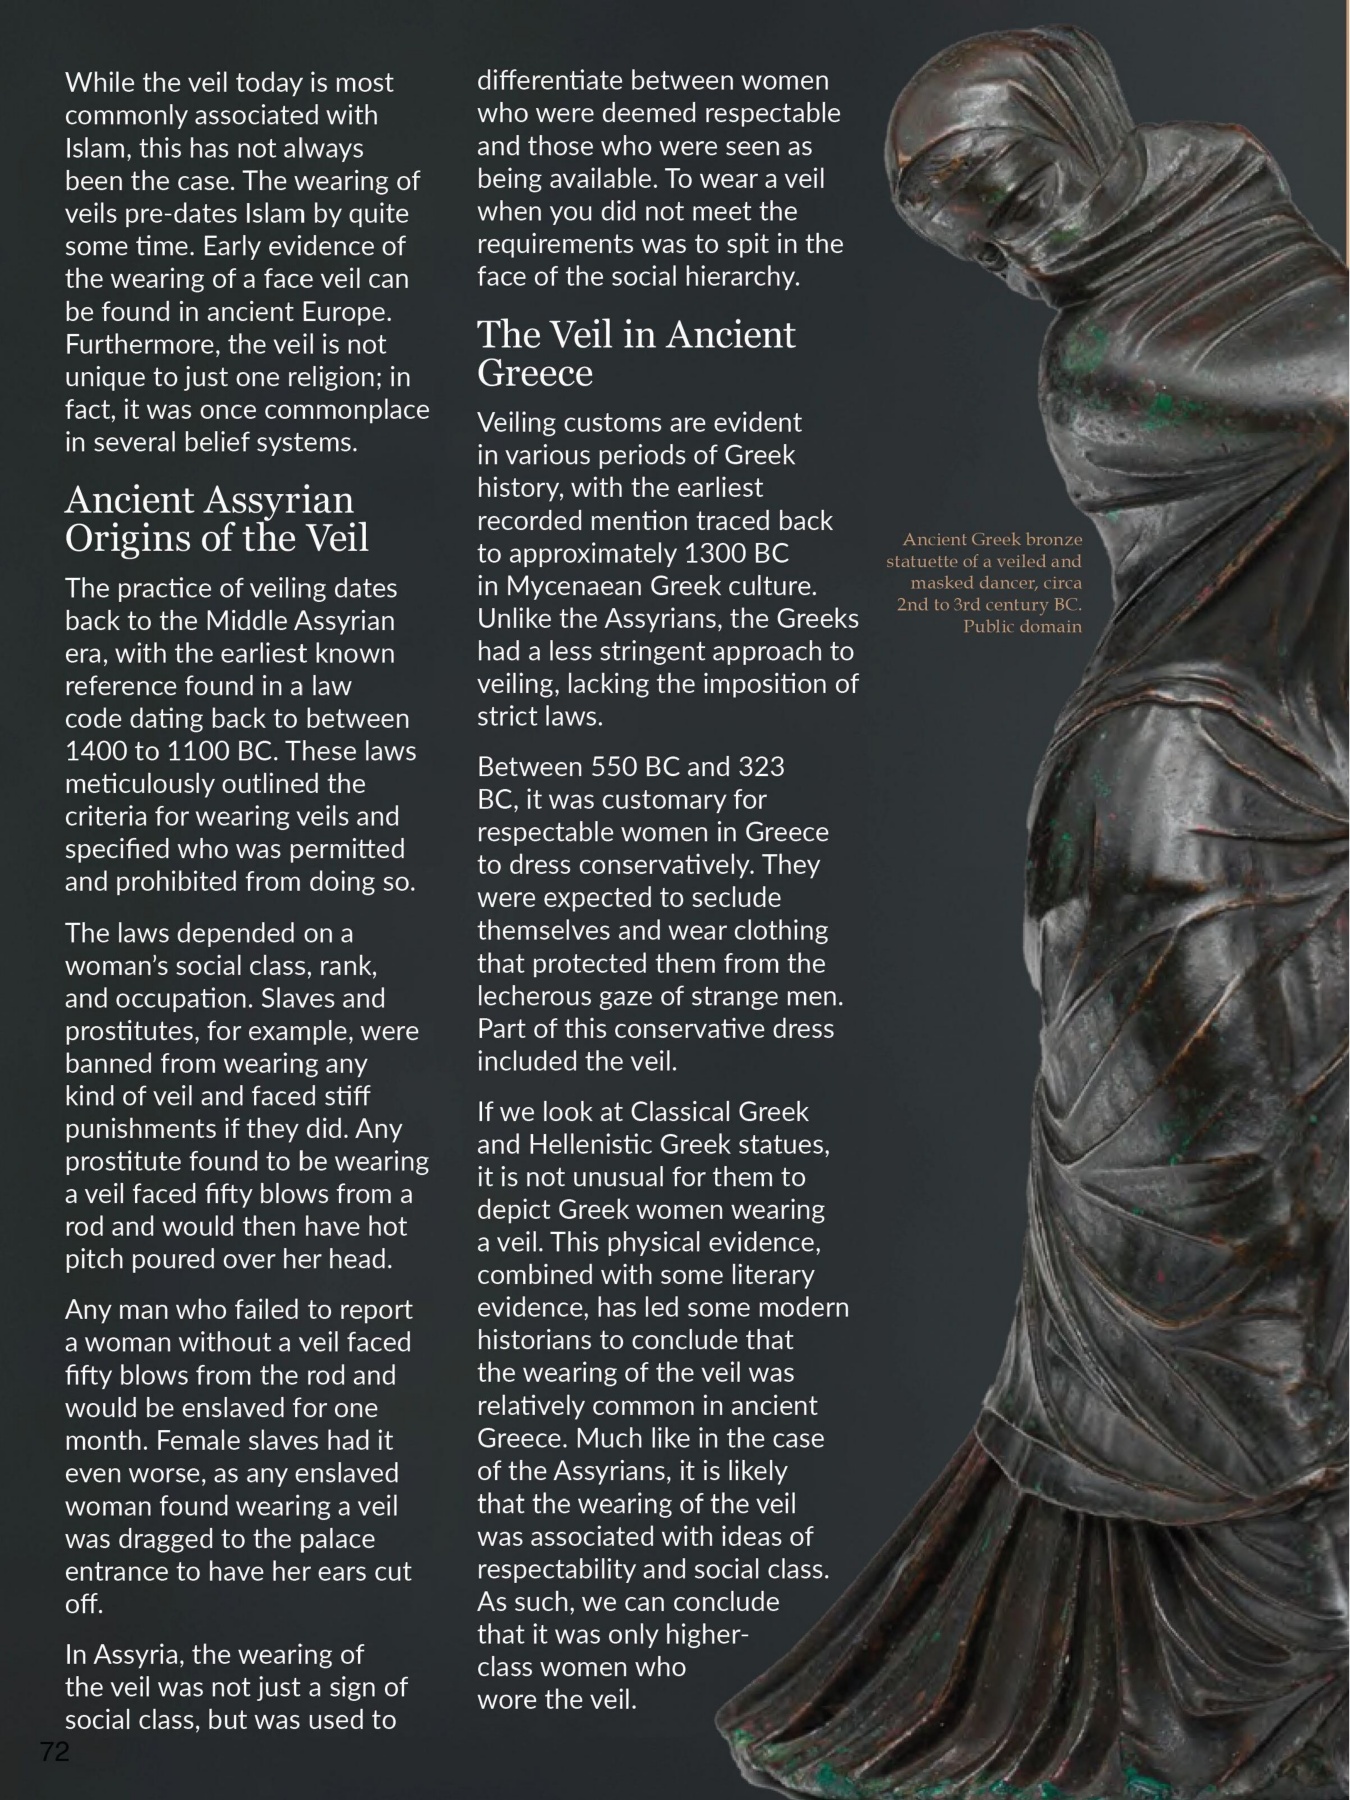 While the veil today is most
commonly associated with
Islam, this has not always
been the case. The wearing of
veils pre-dates Islam by quite
some time. Early evidence of
the wearing of a face veil can
be found in ancient Europe.
Furthermore, the veil is not
unique to just one religion; in
fact, it was once commonplace
in several belief systems.
Ancient Assyrian
Origins of the Veil
The practice of veiling dates
back to the Middle Assyrian
era, with the earliest known
reference found in a law
code dating back to between
1400 to 1100 BC. These laws
meticulously outlined the
criteria for wearing veils and
specified who was permitted
and prohibited from doing so.
The laws depended on a
woman’s social class, rank,
and occupation. Slaves and
prostitutes, for example, were
banned from wearing any
kind of veil and faced stiff
punishments if they did. Any
prostitute found to be wearing
a veil faced fifty blows from a
rod and would then have hot
pitch poured over her head.
Any man who failed to report
a woman without a veil faced
fifty blows from the rod and
would be enslaved for one
month. Female slaves had it
even worse, as any enslaved
woman found wearing a veil
was dragged to the palace
entrance to have her ears cut
off.
In Assyria, the wearing of
the veil was not just a sign of
social class, but was used to
differentiate between women
who were deemed respectable
and those who were seen as
being available. To wear a veil
when you did not meet the
requirements was to spit in the
face of the social hierarchy.
The Veil in Ancient
Greece
Veiling customs are evident
in various periods of Greek
history, with the earliest
recorded mention traced back
to approximately 1300 BC
in Mycenaean Greek culture.
Unlike the Assyrians, the Greeks
had a less stringent approach to
veiling, lacking the imposition of
strict laws.
Between 550 BC and 323
BC, it was customary for
respectable women in Greece
to dress conservatively. They
were expected to seclude
themselves and wear clothing
that protected them from the
lecherous gaze of strange men.
Part of this conservative dress
included the veil.
If we look at Classical Greek
and Hellenistic Greek statues,
it is not unusual for them to
depict Greek women wearing
a veil. This physical evidence,
combined with some literary
evidence, has led some modern
historians to conclude that
the wearing of the veil was
relatively common in ancient
Greece. Much like in the case
of the Assyrians, it is likely
that the wearing of the veil
was associated with ideas of
respectability and social class.
As such, we can conclude
that it was only higher-
class women who
wore the veil.
Ancient Greek bronze
statuette of a veiled and
masked dancer, circa
2nd to 3rd century BC.
Public domain
72